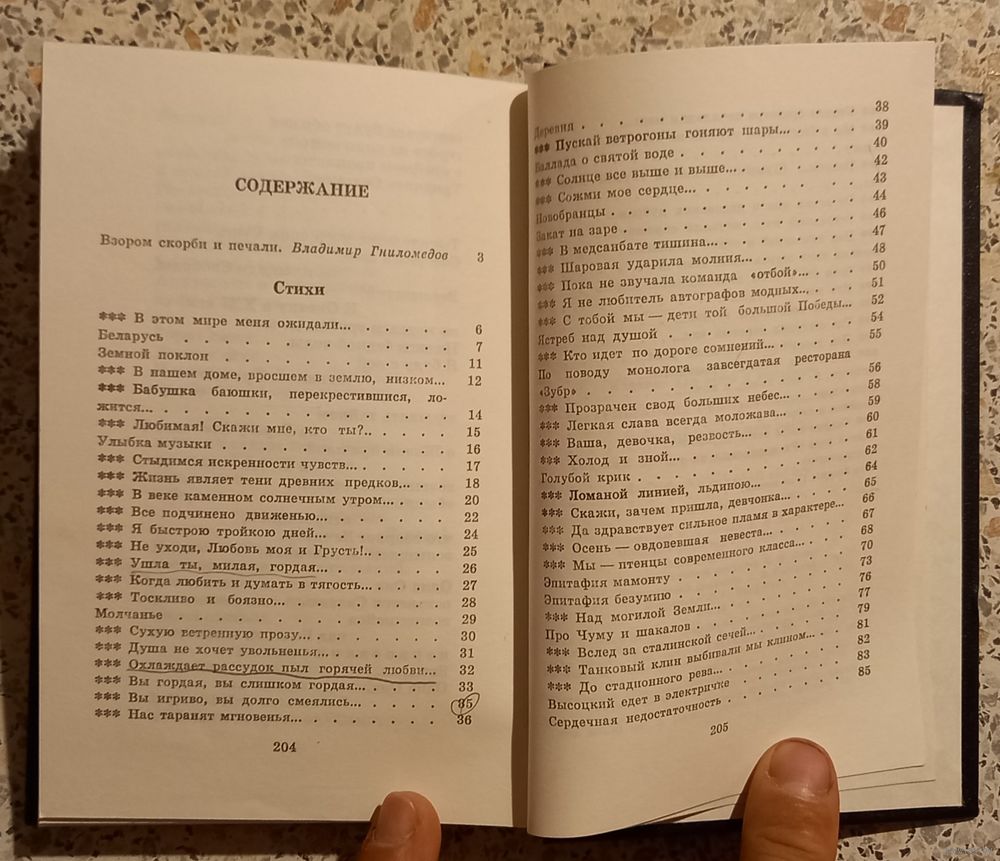 СОДЕРЖАНИЕ
Взором скорби и печали. Владимир Гниломедов 3
Стихи
*** В этом мире меня ожидали... . . . . . 6
Беларусь . . . . . . . . . . . . . 7
Земной поклон . . . . . . . . . . . 11
*** В нашем доме, вросшем в землю, низком... 12
*** Бабушка баюшки, перекрестившися, ло-
жится... . . . . . . . . . . . . . 14
*** Любимая! Скажи мне, кто ты?.. . . . . 15
Улыбка музыки . . . . . . . . . . . 16
*** Стыдимся искренности чувств... . . . . 17
*** Жизнь являет тени древних предков... . . 18
*** В веке каменном солнечным утром... . . . 20
*** Все подчинено движенью... . . . . . . 22
*** Я быстрою тройкою дней... . . . . . . 24
*** Не уходи, Любовь моя и Грусть!.. . . . . 25
*** Ушла ты, милая, гордая... . . . . . . 26
*** Когда любить и думать в тягость... . . . . 27
*** Тоскливо и боязно... . . . . . . . . 28
Молчанье . . . . . . . . . . . . . 29
*** Сухую ветренную прозу... . . . . . . 30
*** Душа не хочет увольненья... . . . . . 31
*** Охлаждает рассудок пыл горячей любви... 32
*** Вы гордая, вы слишком гордая... . . . . 33
*** Вы игриво, вы долго смеялись... . . . . 35
*** Нас таранят мгновенья... . . . . . . . 36
204
Деревня . . . . . . . . . . . . . 38
*** Пускай ветрогоны гоняют шары... . . . . 39
Баллада о святой воде . . . . . . . . 40
*** Солнце все выше и выше... . . . . . . 42
*** Сожми мое сердце... . . . . . . . . 43
Новобранцы . . . . . . . . . . . . 44
Закат на заре . . . . . . . . . . . 46
*** В медсанбате тишина... . . . . . . . 47
*** Шаровая ударила молния... . . . . . . 48
*** Пока не звучала команда «отбой»... . . . 50
*** Я не любитель автографов модных... . . . 51
*** С тобой мы — дети той большой Победы... 52
Ястреб над душой . . . . . . . . . . 54
*** Кто идет по дороге сомнений... . . . . . 55
По поводу монолога завсегдатая ресторана
«Зубр» . . . . . . . . . . . . . . 56
*** Прозрачен свод больших небес... . . . . 58
*** Легкая слава всегда моложава... . . . . 59
*** Ваша, девочка, резвость... . . . . . . 60
*** Холод и зной... . . . . . . . . . . 61
Голубой крик . . . . . . . . . . . . 62
*** Ломаной линией, льдиною... . . . . . 64
*** Скажи, зачем пришла, девчонка... . . . . 65
*** Да здравствует сильное пламя в характере... 66
*** Осень — овдовевшая невеста... . . . . . 67
*** Мы — птенцы современного класса... . . . 68
Эпитафия мамонту . . . . . . . . . . 70
Эпитафия безумию . . . . . . . . . . 73
*** Над могилой Земли... . . . . . . . . 76
Про Чуму и шакалов . . . . . . . . . 77
*** Вслед за сталинской сечей... . . . . . . 79
*** Танковый клин выбивали мы клином... . . 81
*** До стадионного рева... . . . . . . . . 82
Высоцкий едет в электричке . . . . . . . 83
Сердечная недостаточность . . . . . . . 85
205